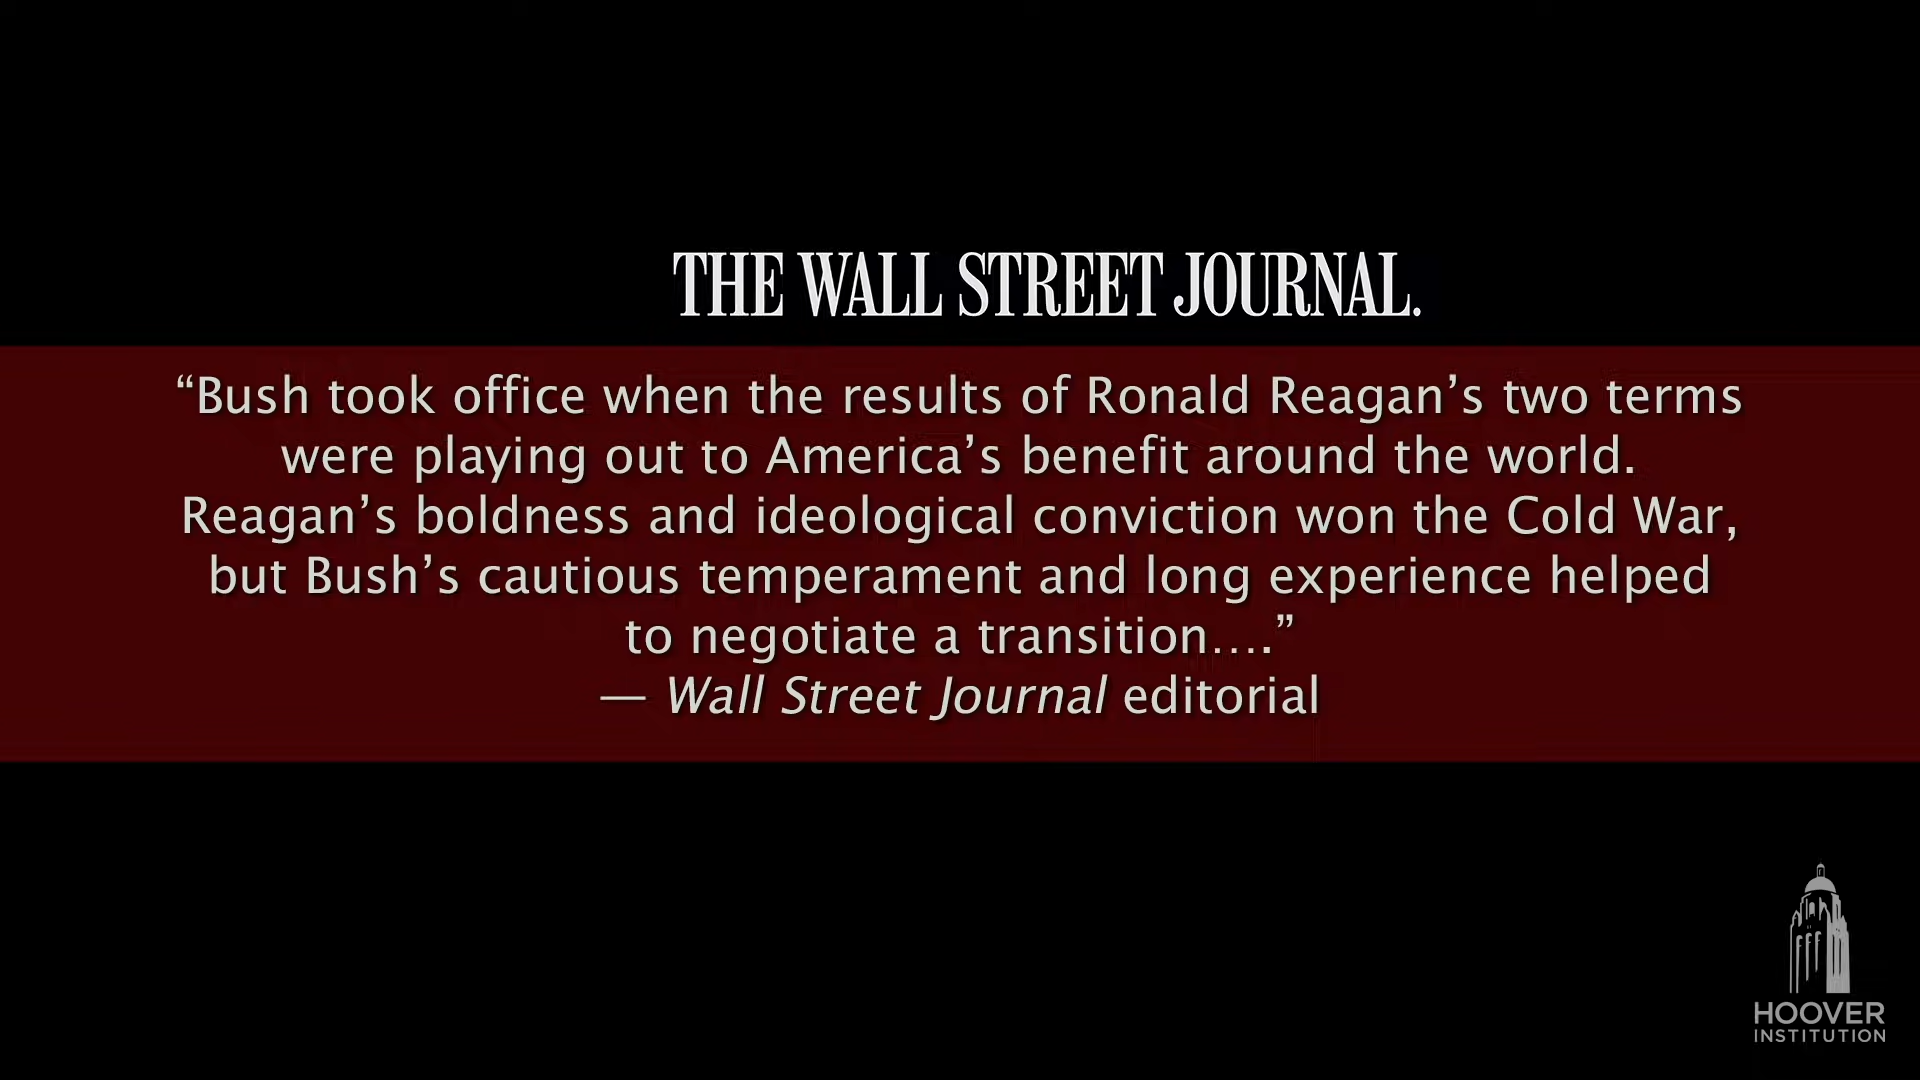 THE WALL STREET JOURNAL.
“Bush took office when the results of Ronald Reagan’s two terms
were playing out to America’s benefit around the world.
Reagan’s boldness and ideological conviction won the Cold War,
but Bush’s cautious temperament and long experience helped
to negotiate a transition….”
— Wall Street Journal editorial
HOOVER
INSTITUTION